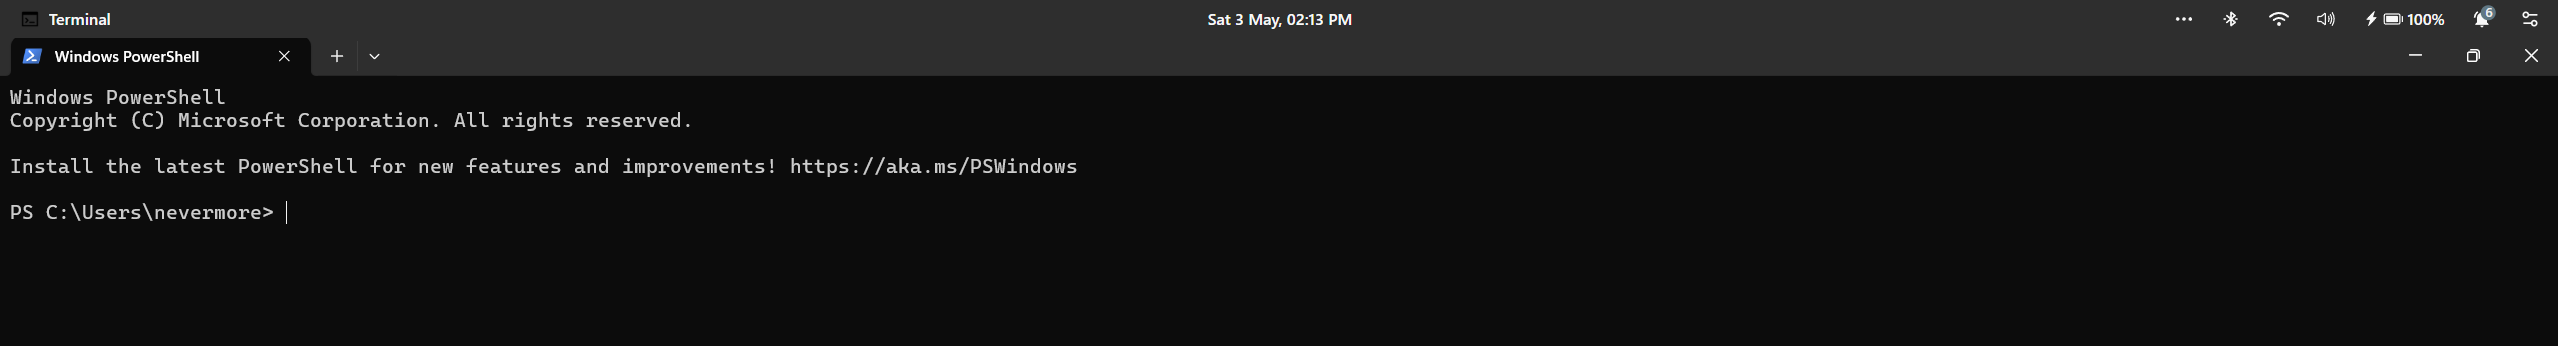 Terminal
Sat 3 May, 02:13 PM
100%
6
Windows PowerShell
Windows PowerShell
Copyright (C) Microsoft Corporation. All rights reserved.
Install the latest PowerShell for new features and improvements! https://aka.ms/PSWindows
PS C:\Users\nevermore>